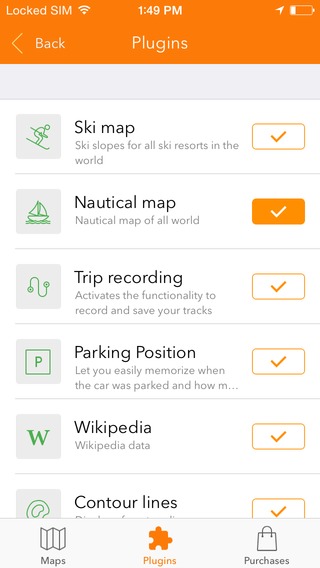 Locked SIM 1:49 PM
Back Plugins
Ski map
Ski slopes for all ski resorts in the
world
Nautical map
Nautical map of all world
Trip recording
Activates the functionality to
record and save your tracks
P
Parking Position
Let you easily memorize when
the car was parked and how m...
W
Wikipedia
Wikipedia data
Contour lines
Maps Plugins Purchases